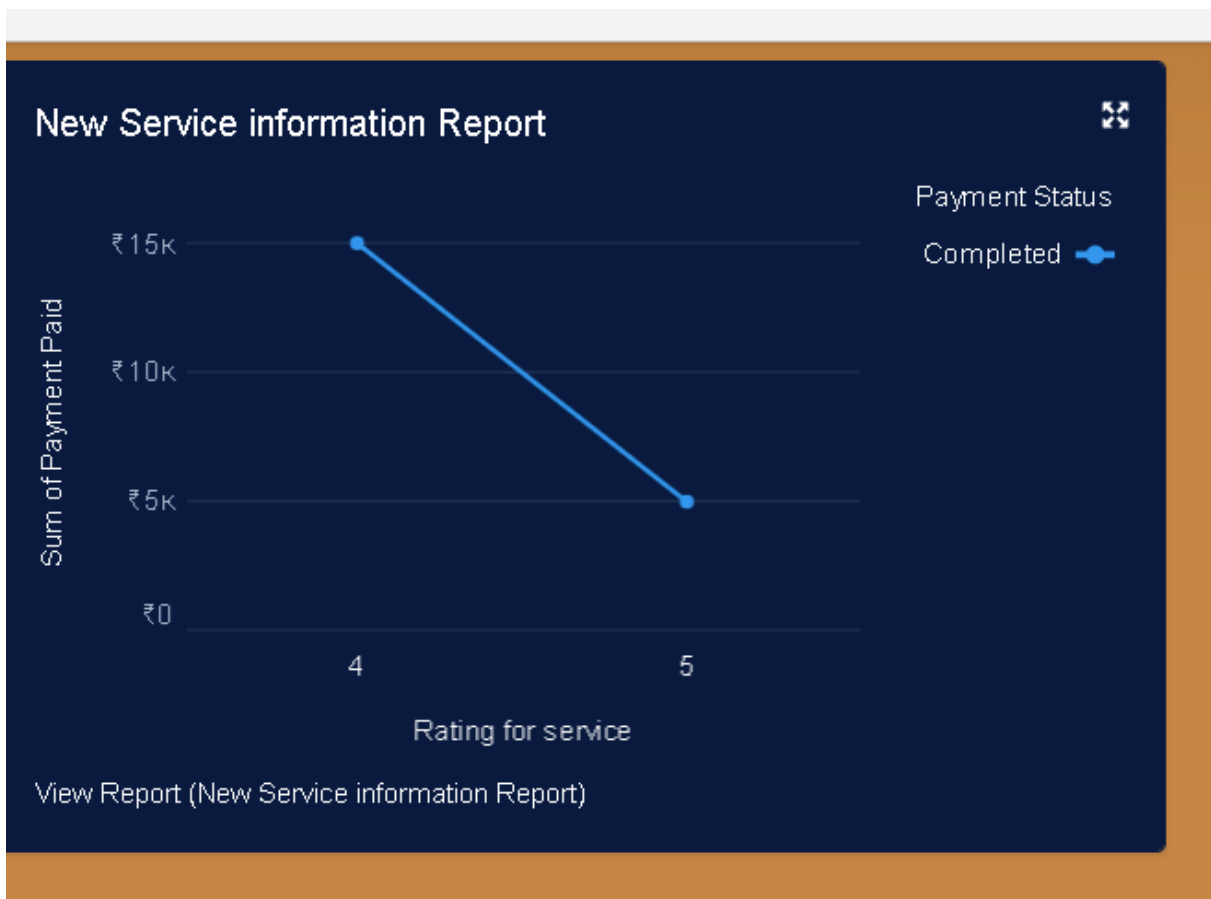 New Service information Report
Payment Status
Completed
Sum of Payment Paid
₹15K
₹10K
₹5K
₹0
4 5
Rating for service
View Report (New Service information Report)